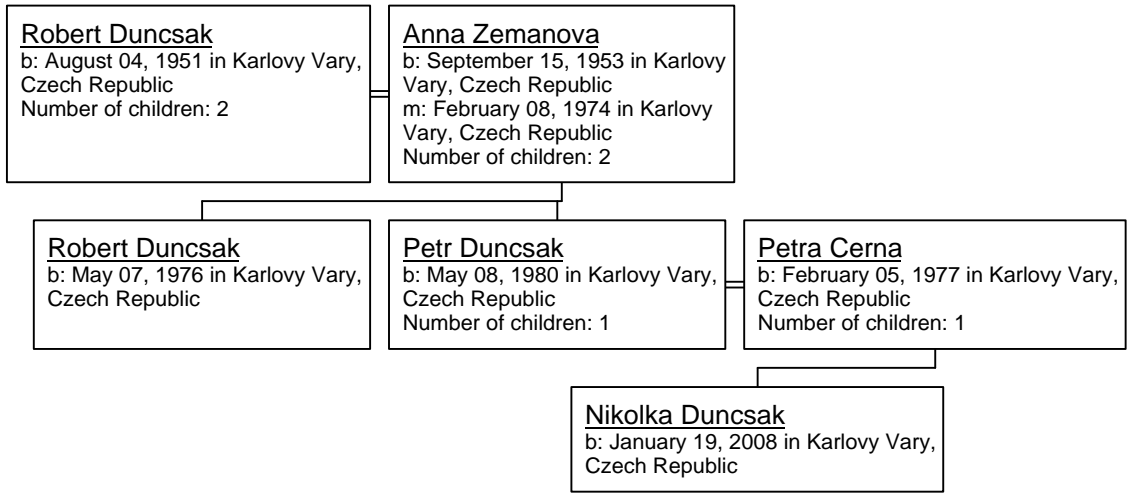 Robert Duncsak
b: August 04, 1951 in Karlovy Vary,
Czech Republic
Number of children: 2
Anna Zemanova
b: September 15, 1953 in Karlovy
Vary, Czech Republic
m: February 08, 1974 in Karlovy
Vary, Czech Republic
Number of children: 2
Robert Duncsak
b: May 07, 1976 in Karlovy Vary,
Czech Republic
Petr Duncsak
b: May 08, 1980 in Karlovy Vary,
Czech Republic
Number of children: 1
Petra Cerna
b: February 05, 1977 in Karlovy Vary,
Czech Republic
Number of children: 1
Nikolka Duncsak
b: January 19, 2008 in Karlovy Vary,
Czech Republic